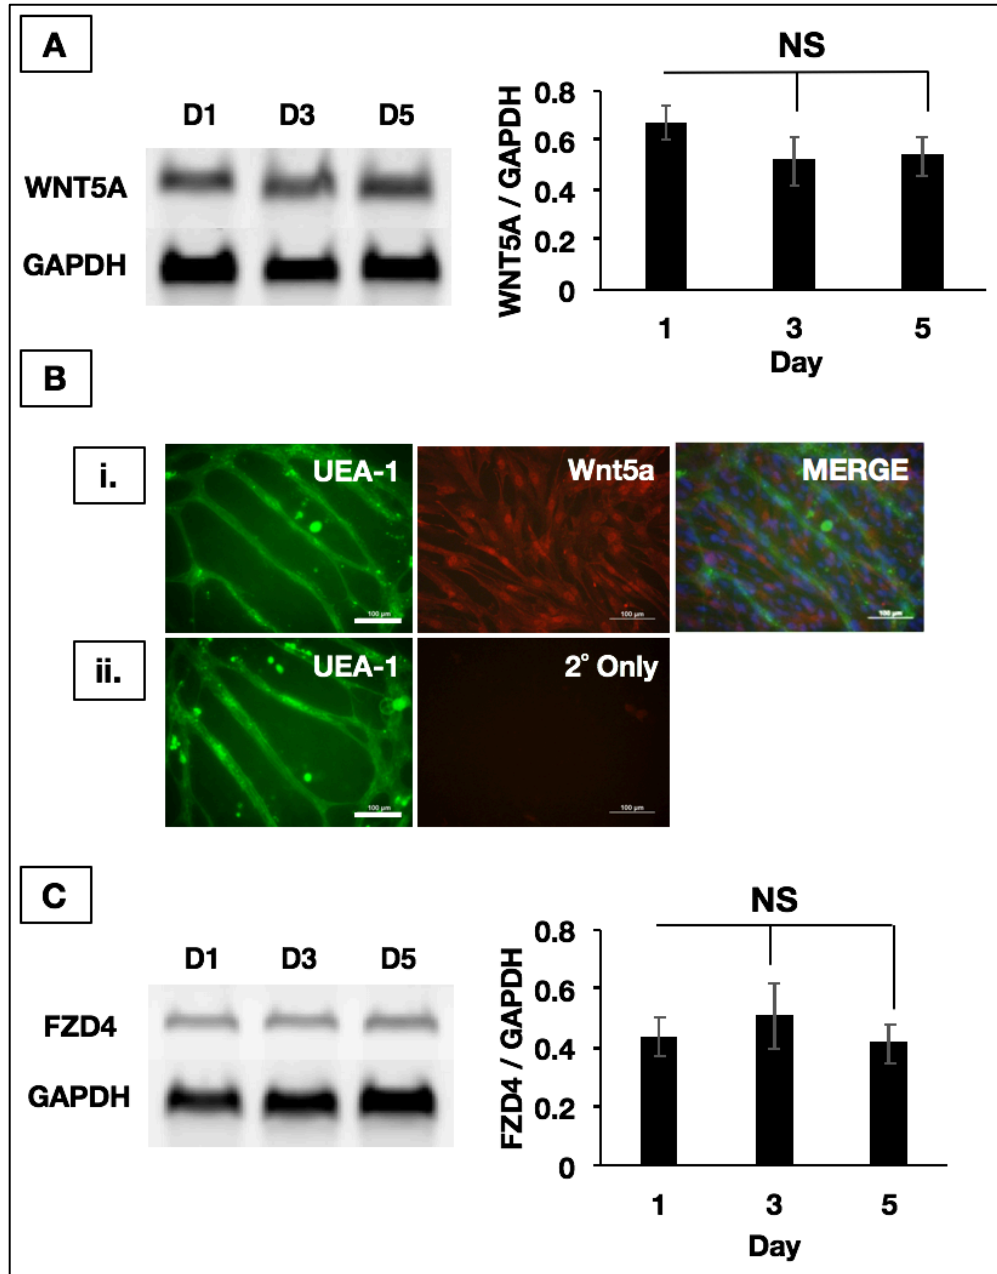 A
D1 D3 D5
WNT5A
GAPDH
NS
WNT5A / GAPDH
0.8
0.6
0.4
0.2
0
1 3 5
Day
B
i.
UEA-1
100 µm
Wnt5a
100 µm
MERGE
100 µm
ii.
UEA-1
100 µm
2° Only
100 µm
C
D1 D3 D5
FZD4
GAPDH
NS
FZD4 / GAPDH
0.8
0.6
0.4
0.2
0
1 3 5
Day